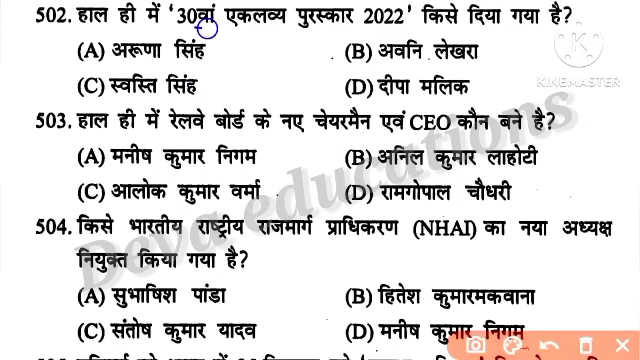 502. हाल ही में '30वां एकलव्य पुरस्कार 2022' किसे दिया गया है?
(A) अरूणा सिंह (B) अवनि लेखरा
(C) स्वस्ति सिंह (D) दीपा मलिक
KINEMASTER
503. हाल ही में रेलवे बोर्ड के नए चेयरमैन एवं CEO कौन बने है?
(A) मनीष कुमार निगम (B) अनिल कुमार लाहोटी
(C) आलोक कुमार वर्मा (D) रामगोपाल चौधरी
Deva educations
504. किसे भारतीय राष्ट्रीय राजमार्ग प्राधिकरण (NHAI) का नया अध्यक्ष
नियुक्त किया गया है?
(A) सुभाषिश पांडा (B) हितेश कुमारमकवाना
(C) संतोष कुमार यादव (D) मनीष कुमार निगम